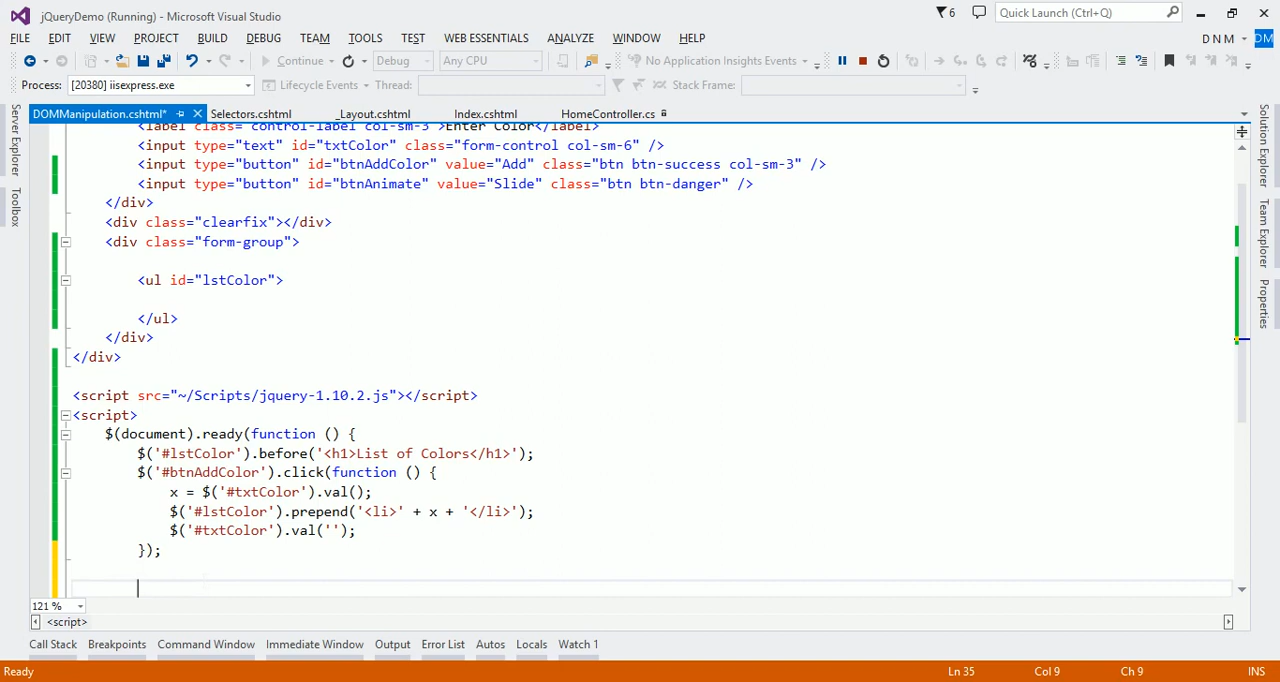 jQueryDemo (Running) - Microsoft Visual Studio
6
Quick Launch (Ctrl+Q)
FILE EDIT VIEW PROJECT BUILD DEBUG TEAM TOOLS TEST WEB ESSENTIALS ANALYZE WINDOW HELP
D N M DM
Continue Debug Any CPU No Application Insights Events
Process: [20380] iisexpress.exe Lifecycle Events Thread: Stack Frame:
DOMManipulation.cshtml* Selectors.cshtml _Layout.cshtml Index.cshtml HomeController.cs
Server Explorer
Toolbox
Solution Explorer
Team Explorer
Properties
<label class="control-label col-sm-3">Enter Color</label>
<input type="text" id="txtColor" class="form-control col-sm-6" />
<input type="button" id="btnAddColor" value="Add" class="btn btn-success col-sm-3" />
<input type="button" id="btnAnimate" value="Slide" class="btn btn-danger" />
</div>
<div class="clearfix"></div>
<div class="form-group">
<ul id="lstColor">
</ul>
</div>
</div>
<script src="~/Scripts/jquery-1.10.2.js"></script>
<script>
$(document).ready(function () {
$('#lstColor').before('<h1>List of Colors</h1>');
$('#btnAddColor').click(function () {
x = $('#txtColor').val();
$('#lstColor').prepend('<li>' + x + '</li>');
$('#txtColor').val('');
});
121 %
<script>
Call Stack Breakpoints Command Window Immediate Window Output Error List Autos Locals Watch 1
Ready Ln 35 Col 9 Ch 9 INS